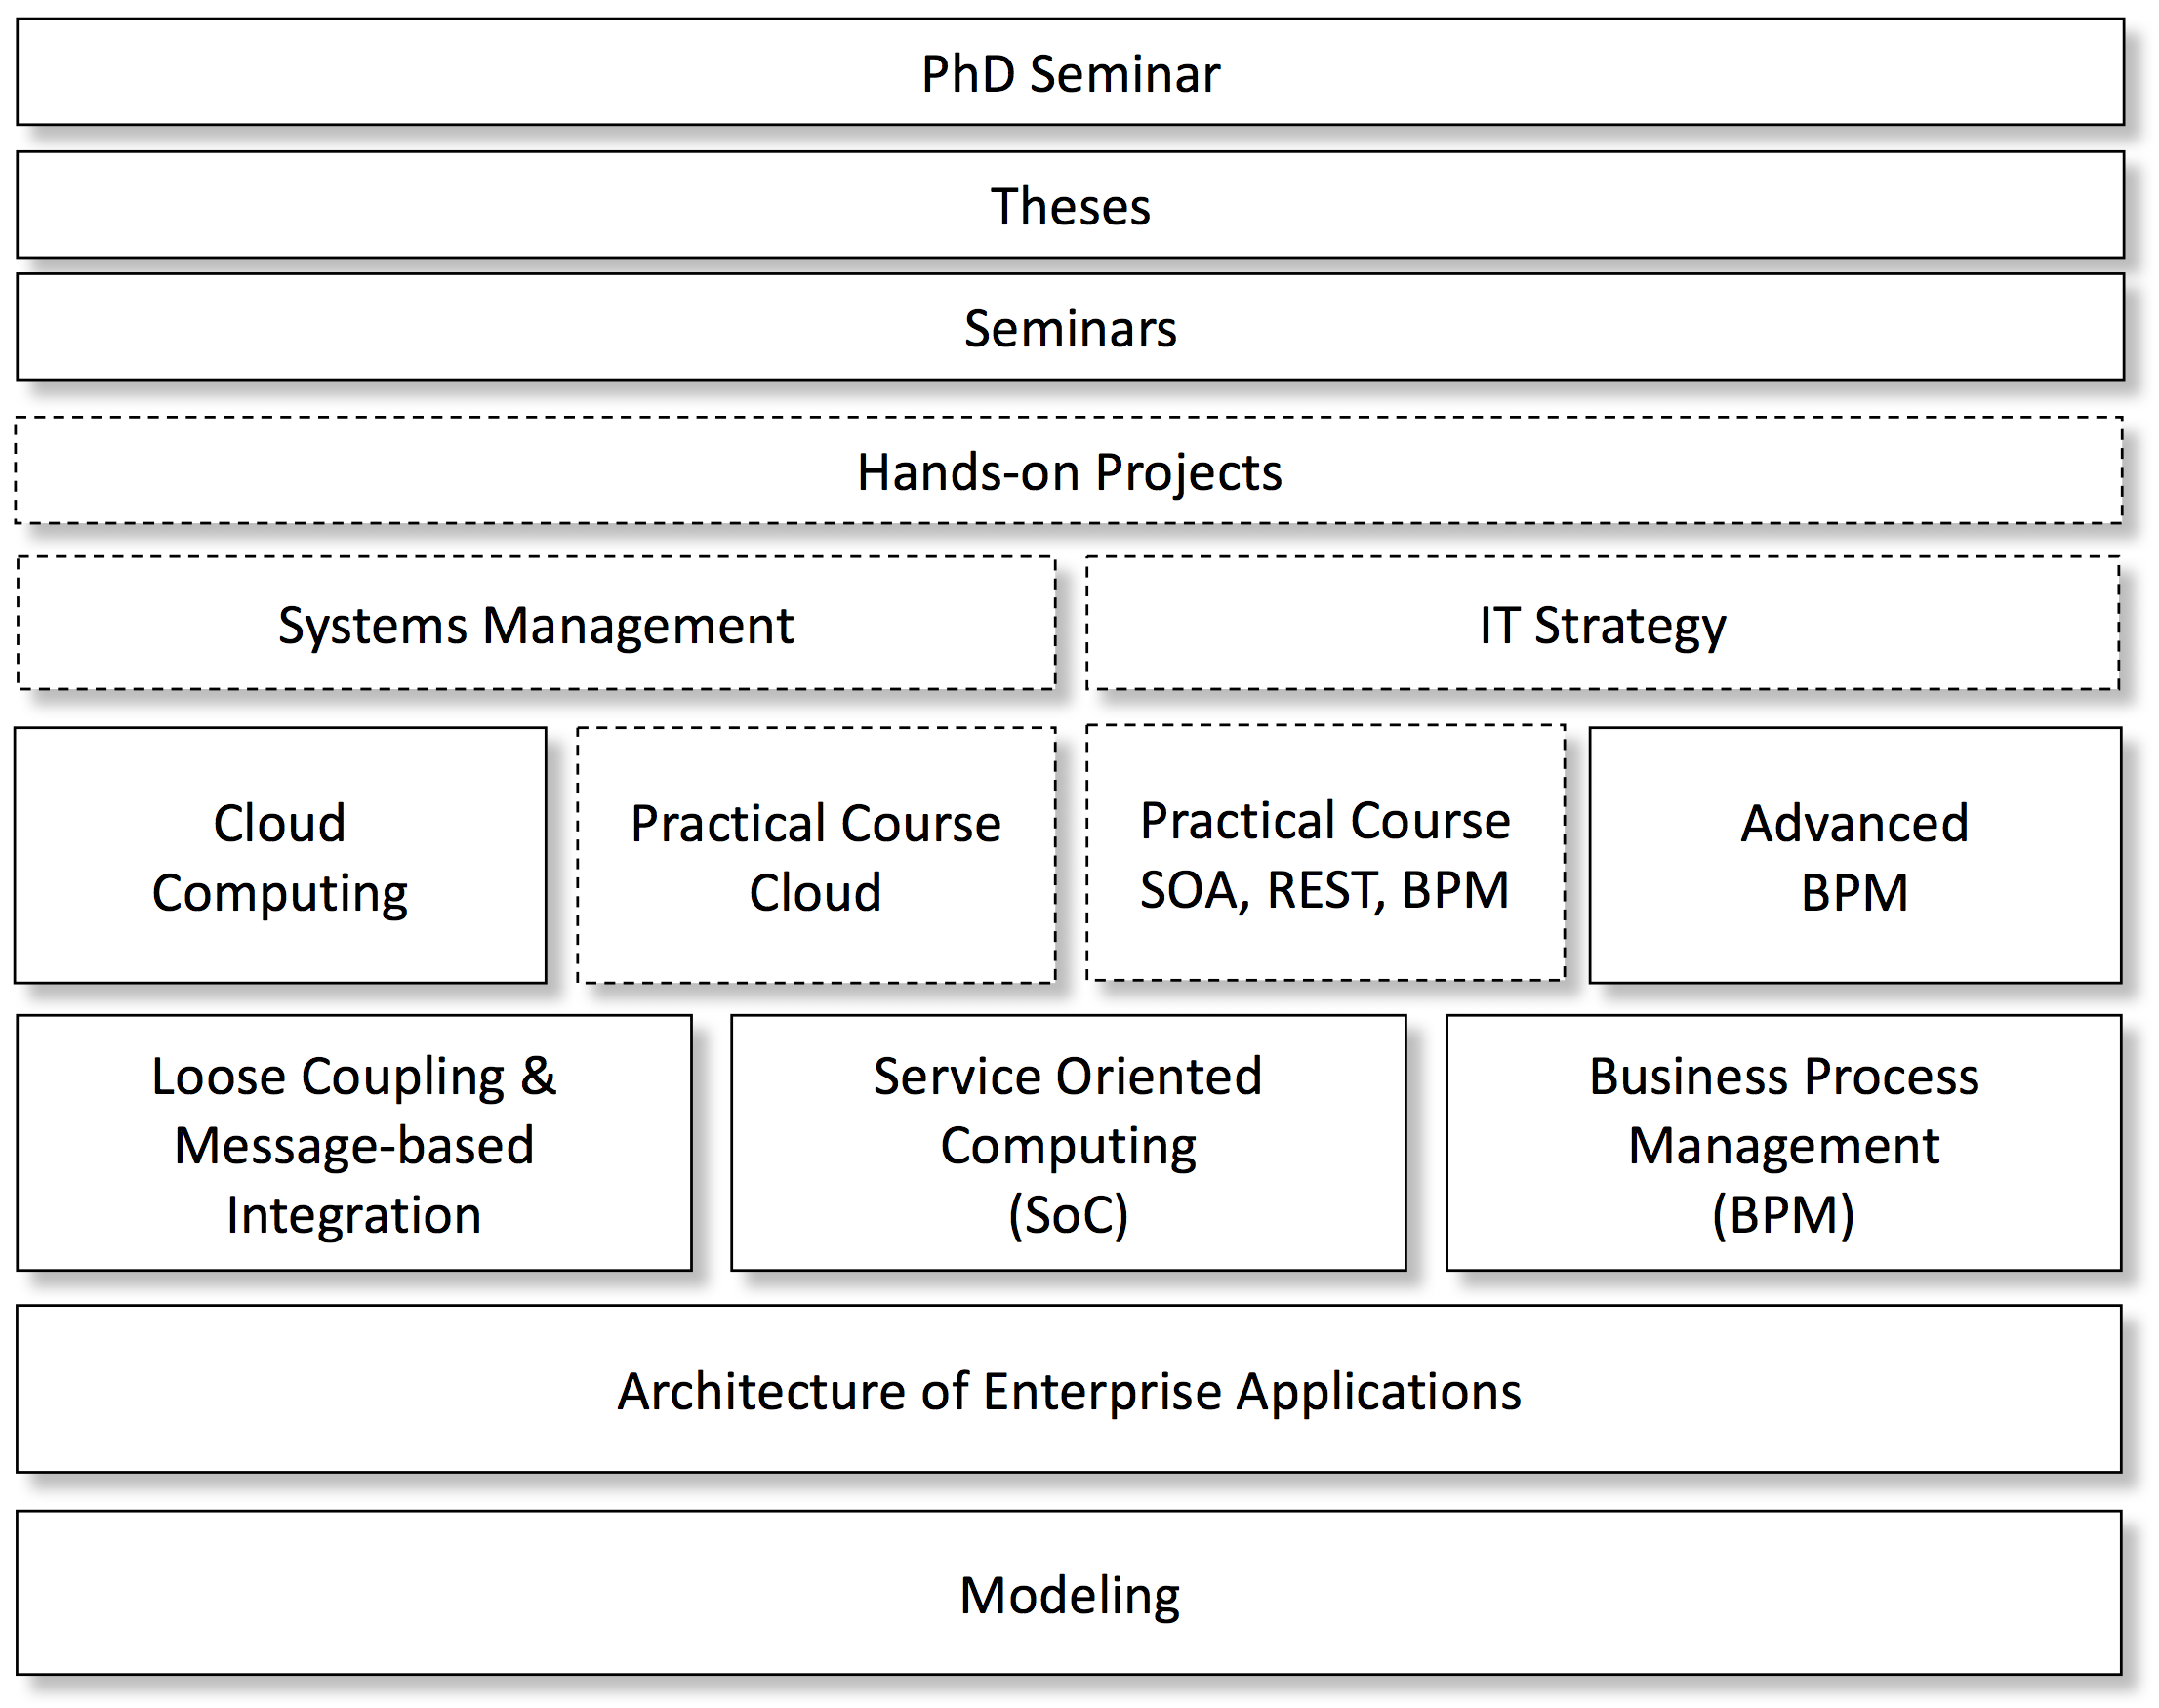 PhD Seminar
Theses
Seminars
Hands-on Projects
Systems Management
IT Strategy
Cloud
Computing
Practical Course
Cloud
Practical Course
SOA, REST, BPM
Advanced
BPM
Loose Coupling &
Message-based
Integration
Service Oriented
Computing
(SoC)
Business Process
Management
(BPM)
Architecture of Enterprise Applications
Modeling